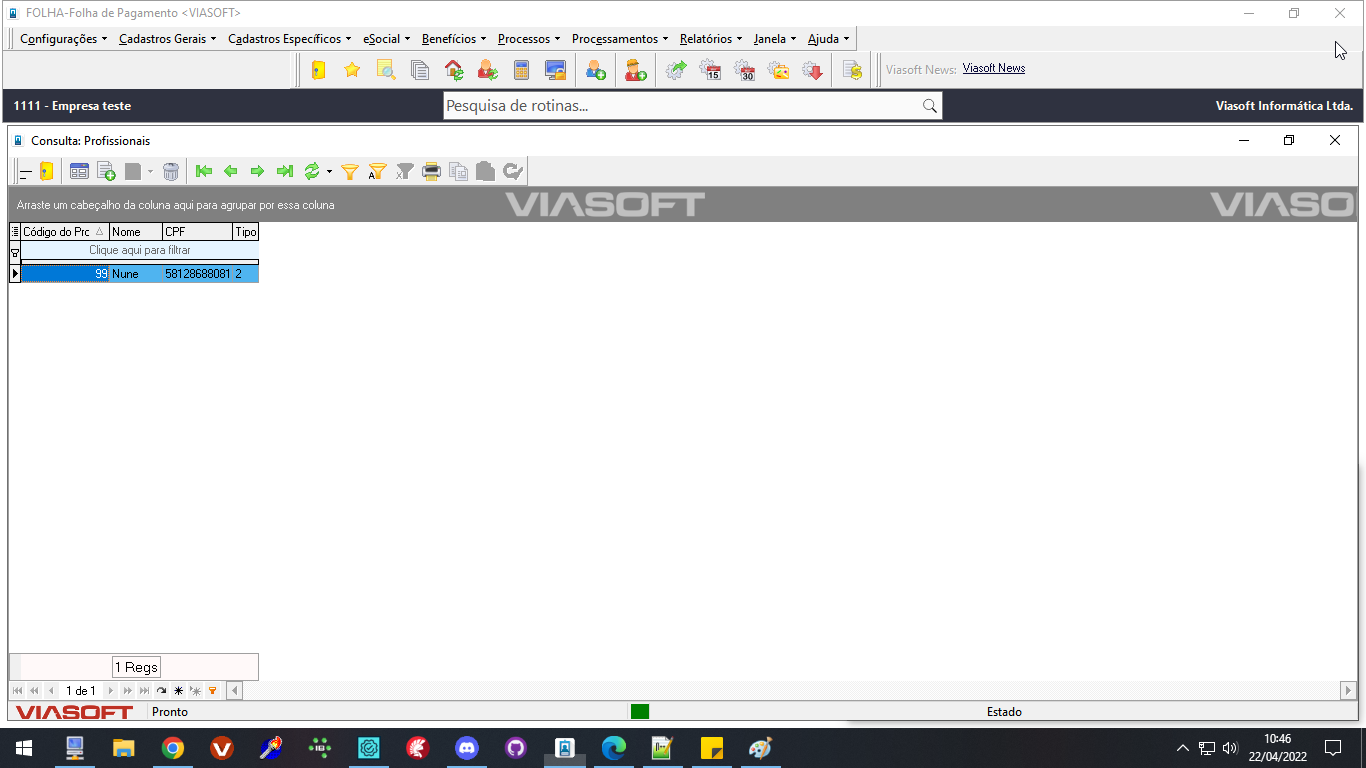 FOLHA-Folha de Pagamento <VIASOFT>
Configurações Cadastros Gerais Cadastros Específicos eSocial Benefícios Processos Processamentos Relatórios Janela Ajuda
15 30 Viasoft News: Viasoft News
1111 - Empresa teste Pesquisa de rotinas... Viasoft Informática Ltda.
Consulta: Profissionais
Arraste um cabeçalho da coluna aqui para agrupar por essa coluna VIASOFT VIASO
Código do Prc Nome CPF Tipo
Clique aqui para filtrar
99 Nune 58128688081 2
1 Regs
1 de 1
VIASOFT Pronto Estado
10:46
22/04/2022